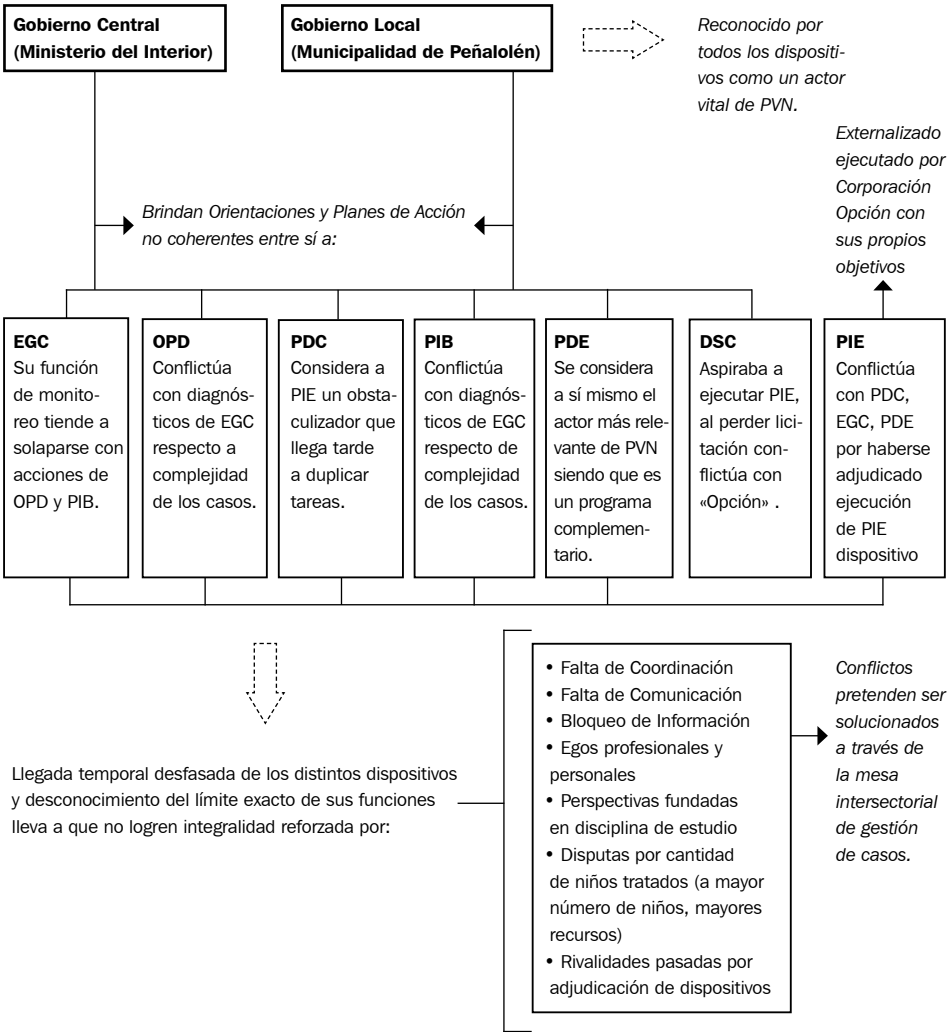 Gobierno Central
(Ministerio del Interior)
Gobierno Local
(Municipalidad de Peñalolén)
Reconocido por
todos los dispositi-
vos como un actor
vital de PVN.
Externalizado
ejecutado por
Corporación
Opción con
sus propios
objetivos
Brindan Orientaciones y Planes de Acción
no coherentes entre sí a:
EGC
Su función
de monito-
reo tiende a
solaparse con
acciones de
OPD y PIB.
OPD
Conflictúa
con diagnós-
ticos de EGC
respecto a
complejidad
de los casos.
PDC
Considera a
PIE un obsta-
culizador que
llega tarde
a duplicar
tareas.
PIB
Conflictúa
con diagnós-
ticos de EGC
respecto de
complejidad
de los casos.
PDE
Se considera
a sí mismo el
actor más rele-
vante de PVN
siendo que es
un programa
complemen-
tario.
DSC
Aspiraba a
ejecutar PIE,
al perder lici-
tación con-
flictúa con
«Opción» .
PIE
Conflictúa
con PDC,
EGC, PDE
por haberse
adjudicado
ejecución
de PIE
dispositivo
Llegada temporal desfasada de los distintos dispositivos
y desconocimiento del límite exacto de sus funciones
lleva a que no logren integralidad reforzada por:
• Falta de Coordinación
• Falta de Comunicación
• Bloqueo de Información
• Egos profesionales y
personales
• Perspectivas fundadas
en disciplina de estudio
• Disputas por cantidad
de niños tratados (a mayor
número de niños, mayores
recursos)
• Rivalidades pasadas por
adjudicación de dispositivos
Conflictos
pretenden ser
solucionados
a través de
la mesa
intersectorial
de gestión
de casos.